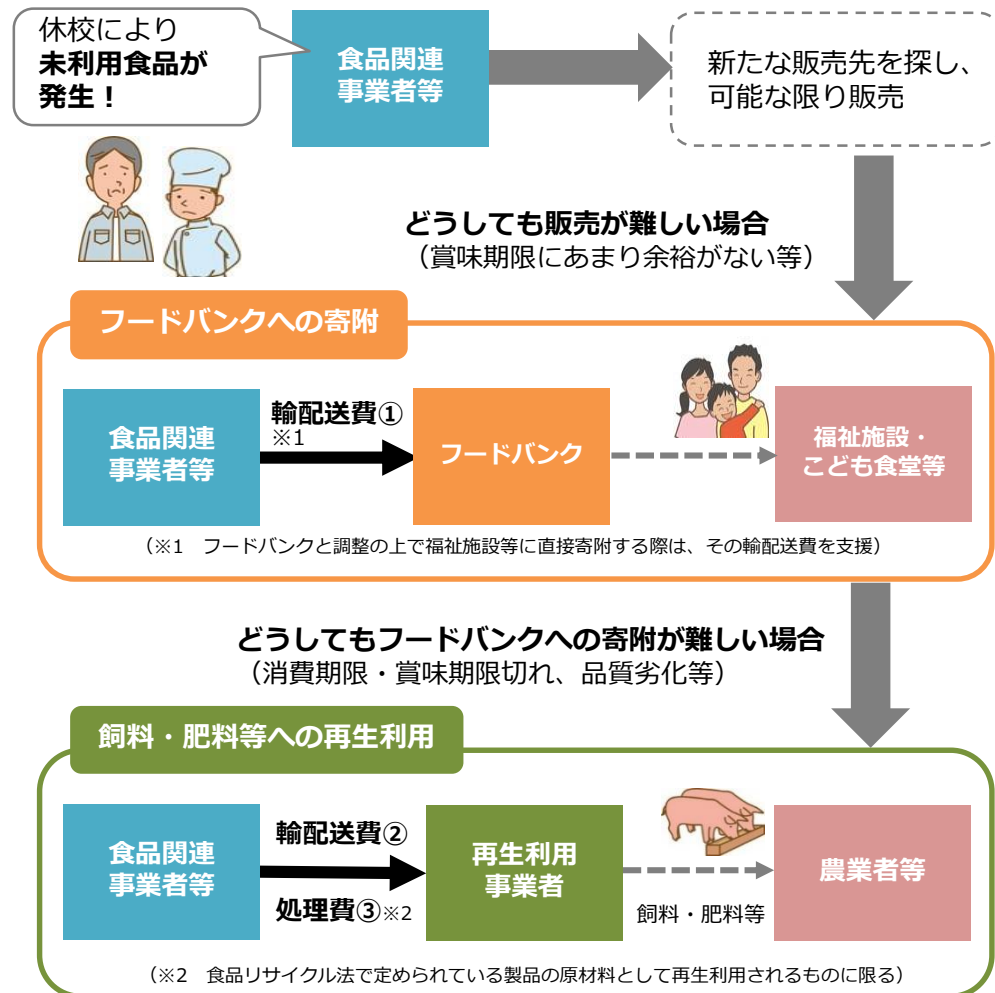 休校により
未利用食品が
発生！
食品関連
事業者等
新たな販売先を探し、
可能な限り販売
どうしても販売が難しい場合
（賞味期限にあまり余裕がない等）
フードバンクへの寄附
食品関連
事業者等
輸配送費①
※1
フードバンク
福祉施設・
こども食堂等
（※1　フードバンクと調整の上で福祉施設等に直接寄附する際は、その輸配送費を支援）
どうしてもフードバンクへの寄附が難しい場合
（消費期限・賞味期限切れ、品質劣化等）
飼料・肥料等への再生利用
食品関連
事業者等
輸配送費②
処理費③※2
再生利用
事業者
飼料・肥料等
農業者等
（※2　食品リサイクル法で定められている製品の原材料として再生利用されるものに限る）